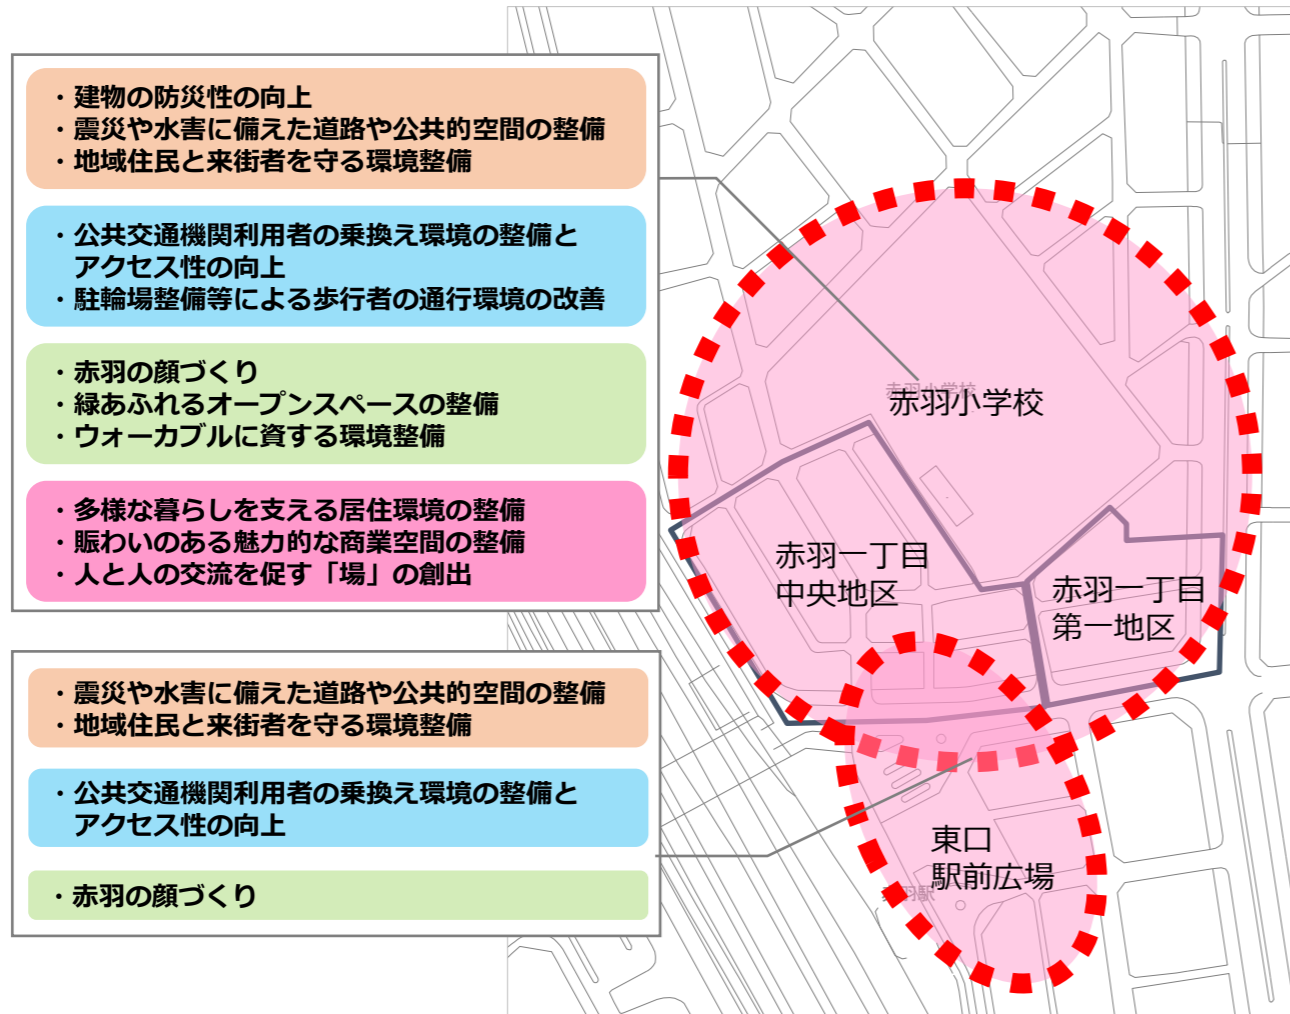 ・建物の防災性の向上
・震災や水害に備えた道路や公共的空間の整備
・地域住民と来街者を守る環境整備
・公共交通機関利用者の乗換え環境の整備と
アクセス性の向上
・駐輪場整備等による歩行者の通行環境の改善
・赤羽の顔づくり
・緑あふれるオープンスペースの整備
・ウォーカブルに資する環境整備
・多様な暮らしを支える居住環境の整備
・賑わいのある魅力的な商業空間の整備
・人と人の交流を促す「場」の創出
・震災や水害に備えた道路や公共的空間の整備
・地域住民と来街者を守る環境整備
・公共交通機関利用者の乗換え環境の整備と
アクセス性の向上
・赤羽の顔づくり
赤羽小学校
赤羽小学校
赤羽一丁目
中央地区
赤羽一丁目
第一地区
東口
駅前広場
赤羽駅